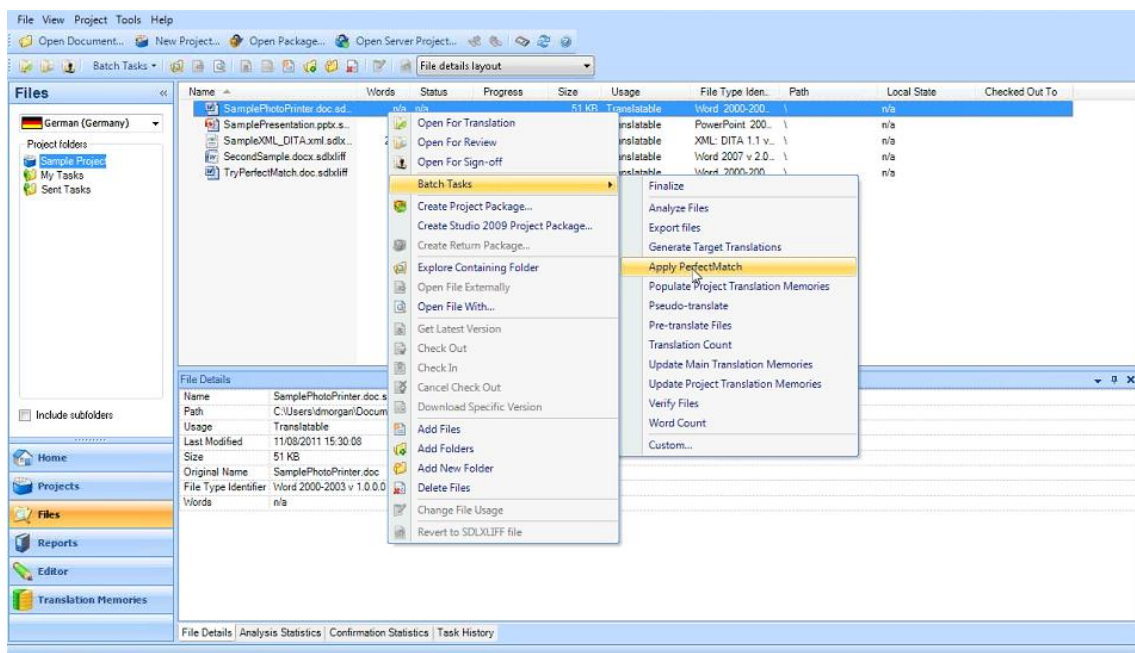 File View Project Tools Help
Open Document... New Project... Open Package... Open Server Project...
Batch Tasks File details layout
Files «
German (Germany)
Project folders
Sample Project
My Tasks
Sent Tasks
Include subfolders
Home
Projects
Files
Reports
Editor
Translation Memories
Name Words Status Progress Size Usage File Type Iden.. Path Local State Checked Out To
SamplePhotoPrinter.doc.sd.. n/a n/a 51 KB Translatable Word 2000-200.. \ n/a
SamplePresentation.pptx.s... nslatable PowerPoint 200.. \ n/a
SampleXML_DITA.xml.sdlx... nslatable XML: DITA 1.1 v.. \ n/a
SecondSample.docx.sdlxliff nslatable Word 2007 v 2.0.. \ n/a
TryPerfectMatch.doc.sdlxliff nslatable Word 2000-200.. \ n/a
Open For Translation
Open For Review
Open For Sign-off
Batch Tasks
Create Project Package...
Create Studio 2009 Project Package...
Create Return Package...
Explore Containing Folder
Open File Externally
Open File With...
Get Latest Version
Check Out
Check In
Cancel Check Out
Download Specific Version
Add Files
Add Folders
Add New Folder
Delete Files
Change File Usage
Revert to SDLXLIFF file
Finalize
Analyze Files
Export files
Generate Target Translations
Apply PerfectMatch
Populate Project Translation Memories
Pseudo-translate
Pre-translate Files
Translation Count
Update Main Translation Memories
Update Project Translation Memories
Verify Files
Word Count
Custom...
File Details
Name SamplePhotoPrinter.doc.s
Path C:\Users\dmorgan\Docum
Usage Translatable
Last Modified 11/08/2011 15:30:08
Size 51 KB
Original Name SamplePhotoPrinter.doc
File Type Identifier Word 2000-2003 v 1.0.0.0
Words n/a
File Details Analysis Statistics Confirmation Statistics Task History